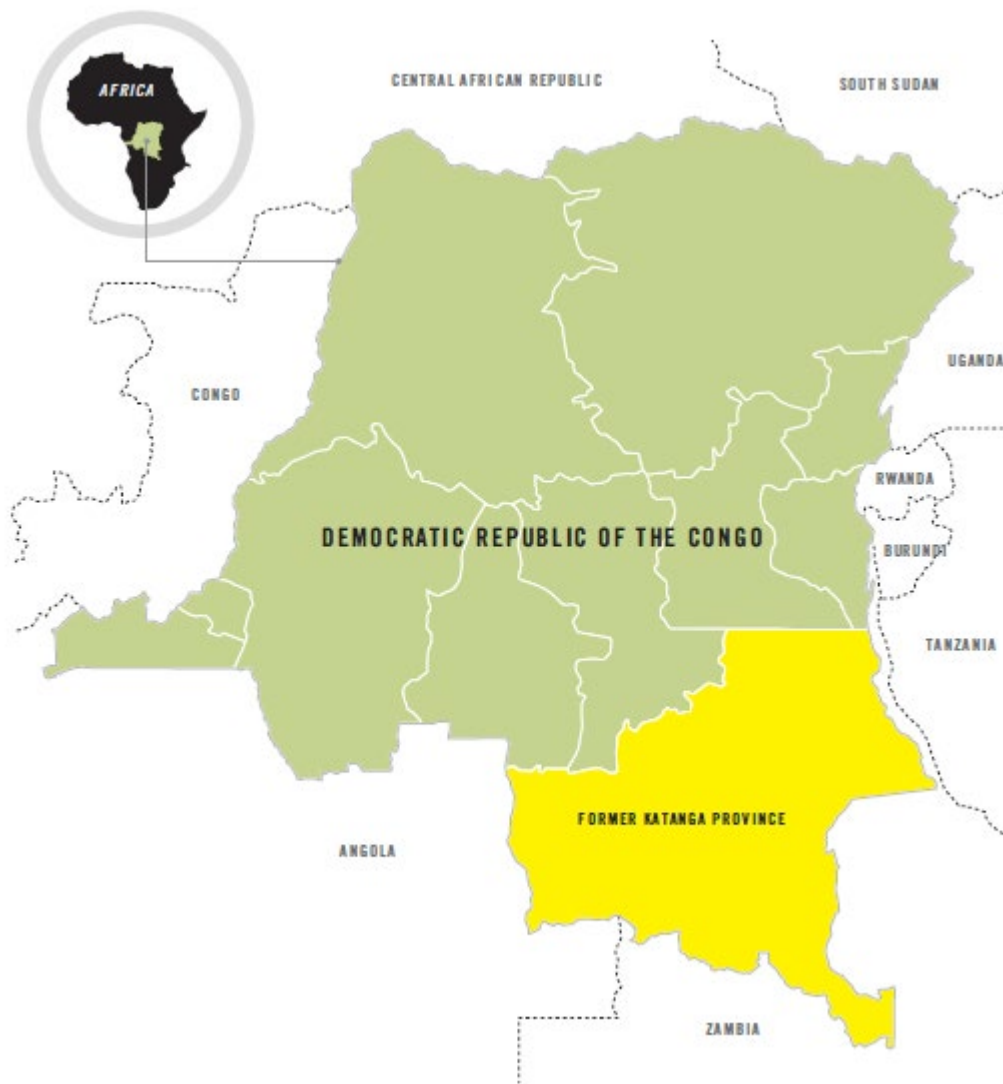 AFRICA
CENTRAL AFRICAN REPUBLIC
SOUTH SUDAN
UGANDA
CONGO
RWANDA
DEMOCRATIC REPUBLIC OF THE CONGO
BURUNDI
TANZANIA
FORMER KATANGA PROVINCE
ANGOLA
ZAMBIA